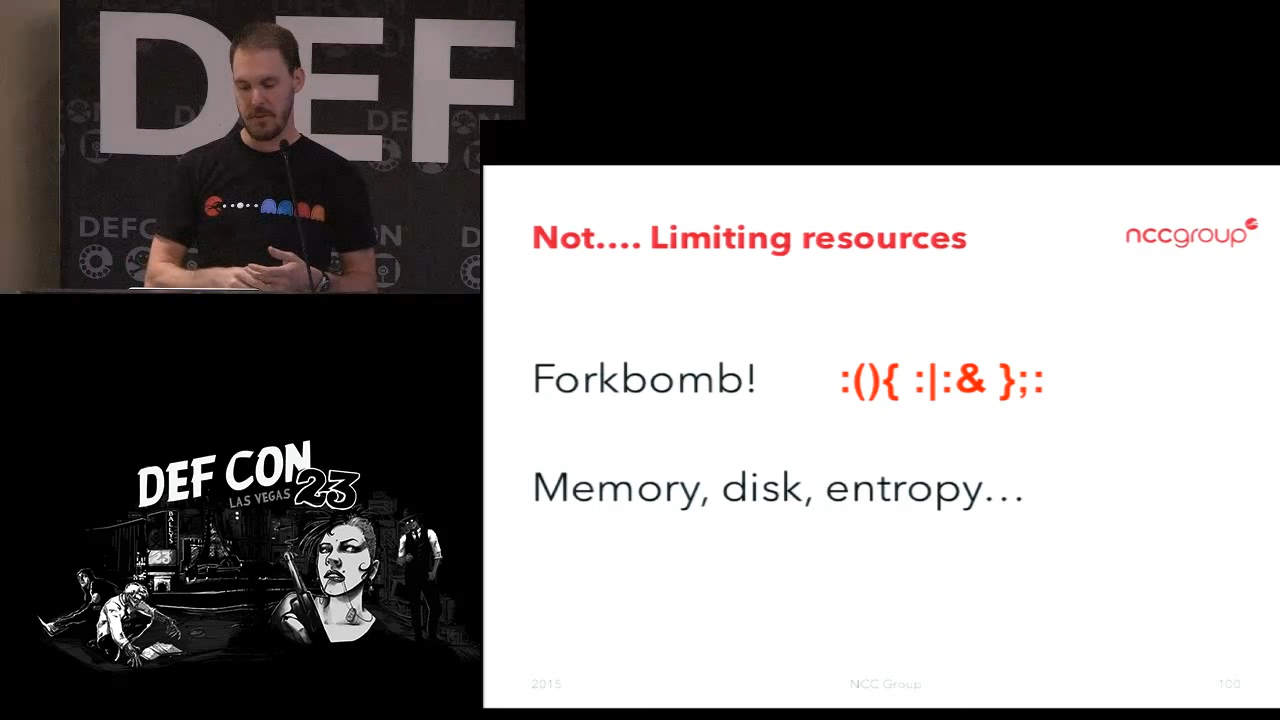 DEF
DEFCON
DEF CON
LAS VEGAS 23
BALLY'S
Not.... Limiting resources
nccgroup
Forkbomb! :(){ :|:& };:
Memory, disk, entropy...
2015 NCC Group 100